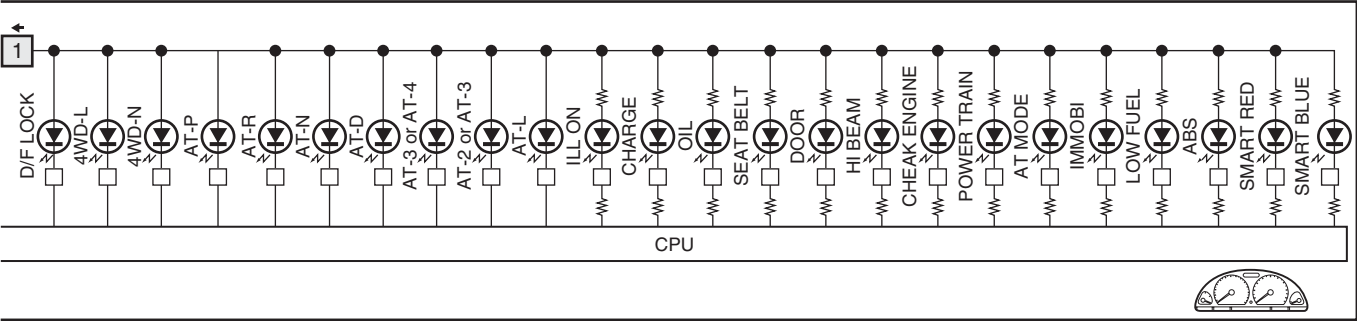 1
D/F LOCK
4WD-L
4WD-N
AT-P
AT-R
AT-N
AT-D
AT-3 or AT-4
AT-2 or AT-3
AT-L
ILL ON
CHARGE
OIL
SEAT BELT
DOOR
HI BEAM
CHEAK ENGINE
POWER TRAIN
AT MODE
IMMOBI
LOW FUEL
ABS
SMART RED
SMART BLUE
CPU